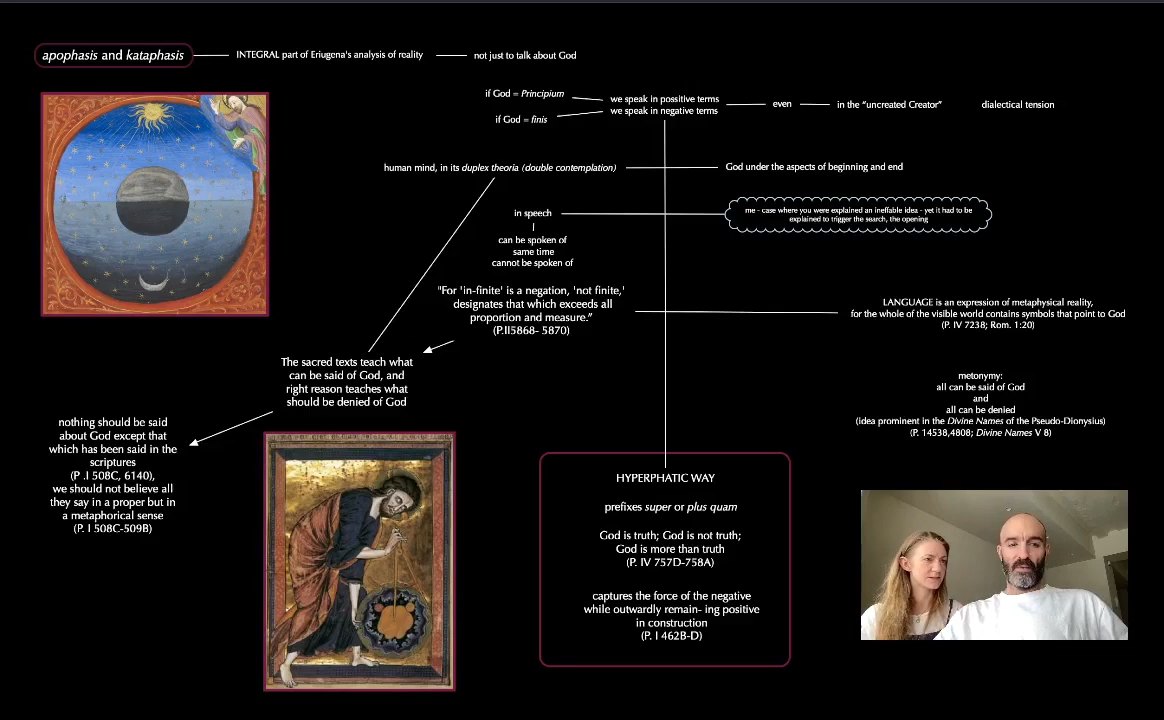 apophasis and kataphasis
INTEGRAL part of Eriugena's analysis of reality
not just to talk about God
if God = Principium
if God = finis
we speak in possitive terms
we speak in negative terms
even
in the “uncreated Creator”
dialectical tension
human mind, in its duplex theoria (double contemplation)
God under the aspects of beginning and end
in speech
can be spoken of
same time
cannot be spoken of
me - case where you were explained an ineffable idea - yet it had to be
explained to trigger the search, the opening
"For 'in-finite' is a negation, 'not finite,'
designates that which exceeds all
proportion and measure.”
(P.II5868- 5870)
LANGUAGE is an expression of metaphysical reality,
for the whole of the visible world contains symbols that point to God
(P. IV 7238; Rom. 1:20)
The sacred texts teach what
can be said of God, and
right reason teaches what
should be denied of God
metonymy:
all can be said of God
and
all can be denied
(idea prominent in the Divine Names of the Pseudo-Dionysius)
(P. 14538,4808; Divine Names V 8)
nothing should be said
about God except that
which has been said in the
scriptures
(P .I 508C, 6140),
we should not believe all
they say in a proper but in
a metaphorical sense
(P. I 508C-509B)
HYPERPHATIC WAY
prefixes super or plus quam
God is truth; God is not truth;
God is more than truth
(P. IV 757D-758A)
captures the force of the negative
while outwardly remain- ing positive
in construction
(P. I 462B-D)